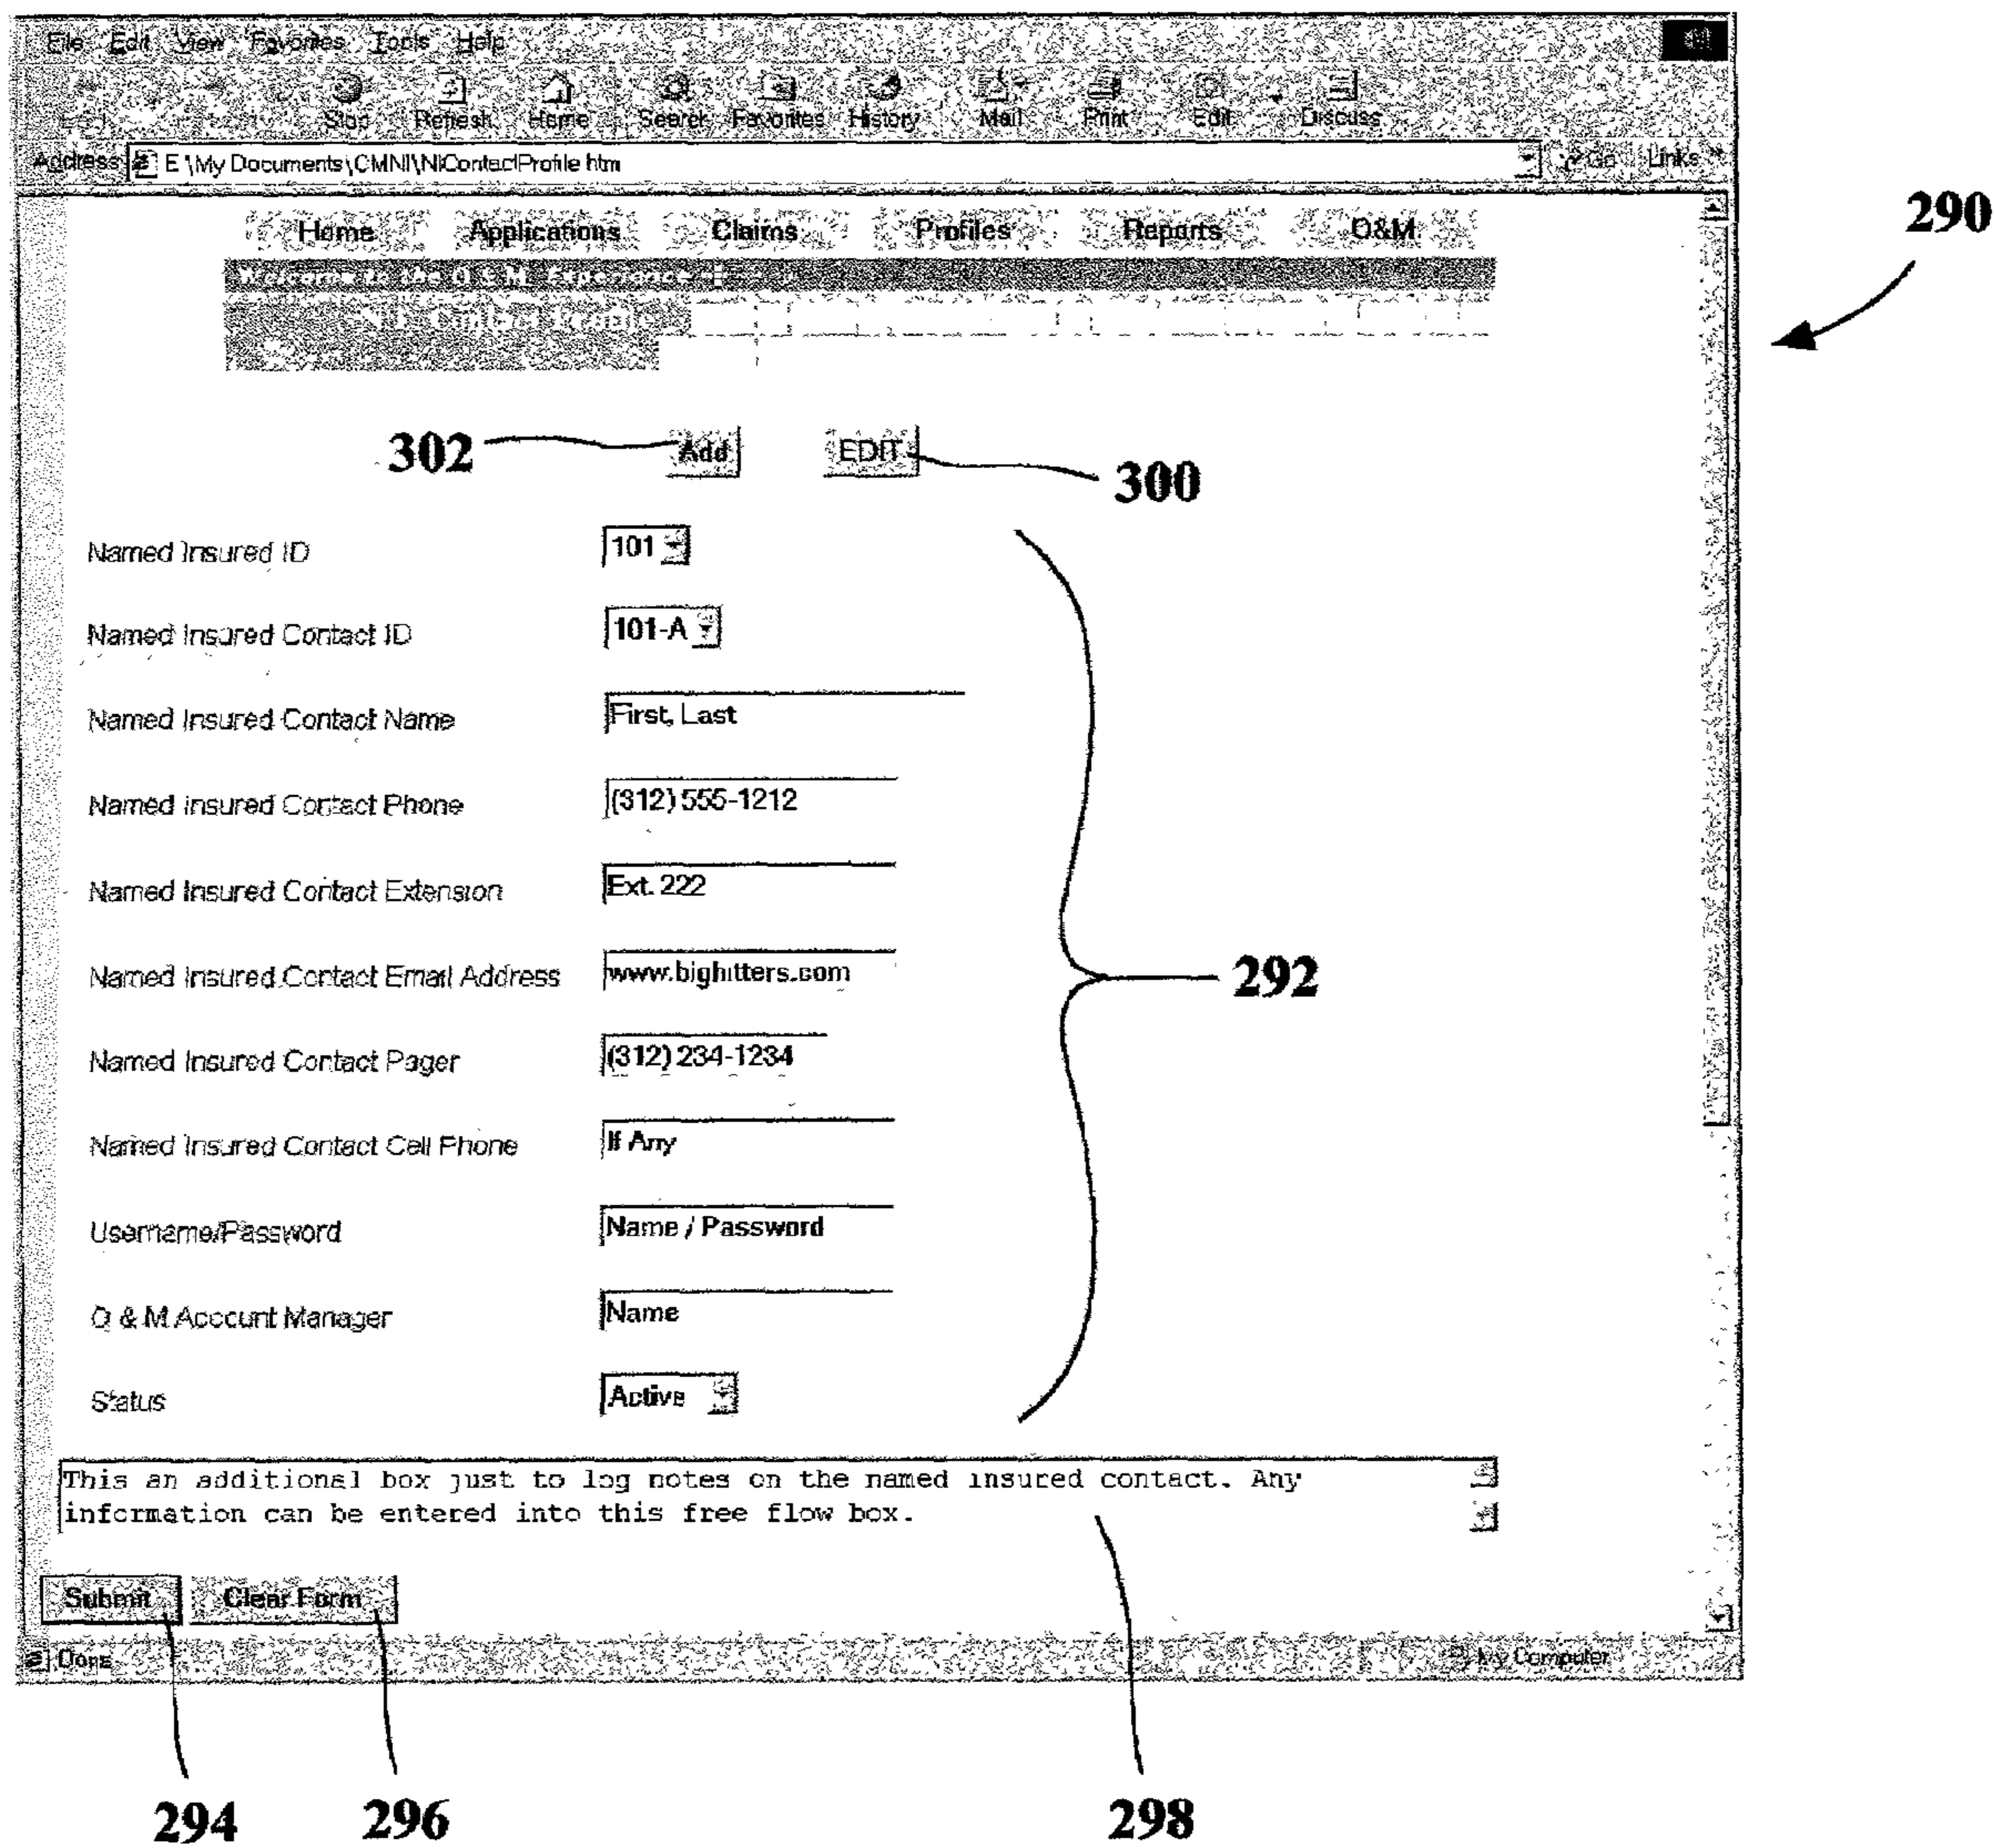 File Edit View Favorites Tools Help
Stop Refresh Home Search Favorites History Mail Print Edit Discuss
Address E:\My Documents\CMNI\NIContactProfile.htm Go Links
290
Home Applications Claims Profiles Reports O&M
Welcome to the O & M Experience
N I Contact Profile
302 Add EDIT 300
Named Insured ID 101
Named Insured Contact ID 101-A
Named Insured Contact Name First, Last
Named Insured Contact Phone (312) 555-1212
Named Insured Contact Extension Ext. 222
Named Insured Contact Email Address www.bighitters.com
292
Named Insured Contact Pager (312) 234-1234
Named Insured Contact Cell Phone If Any
Username/Password Name / Password
O & M Account Manager Name
Status Active
This an additional box just to log notes on the named insured contact. Any
information can be entered into this free flow box.
Submit Clear Form
Done My Computer
294 296 298